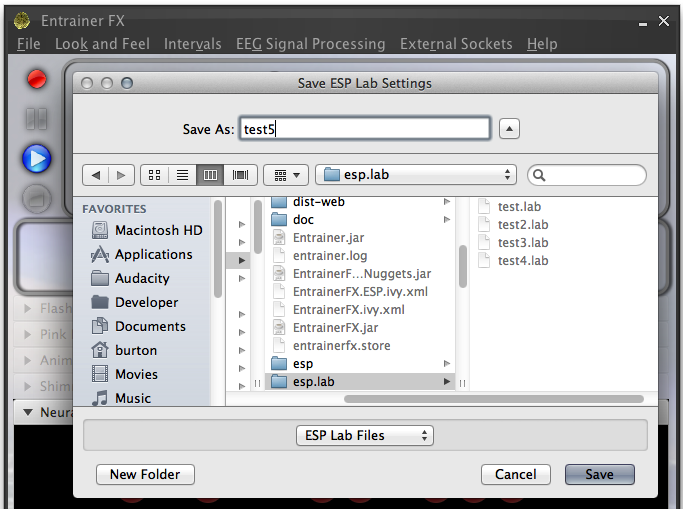 Entrainer FX
File Look and Feel Intervals EEG Signal Processing External Sockets Help
Save ESP Lab Settings
Save As: test5
esp.lab
FAVORITES
Macintosh HD
Applications
Audacity
Developer
Documents
burton
Movies
Music
dist-web
doc
Entrainer.jar
entrainer.log
EntrainerF...Nuggets.jar
EntrainerFX.ESP.ivy.xml
EntrainerFX.ivy.xml
EntrainerFX.jar
entrainerfx.store
esp
esp.lab
test.lab
test2.lab
test3.lab
test4.lab
Flash
Pink
Anim
Shim
Neura
ESP Lab Files
New Folder
Cancel
Save